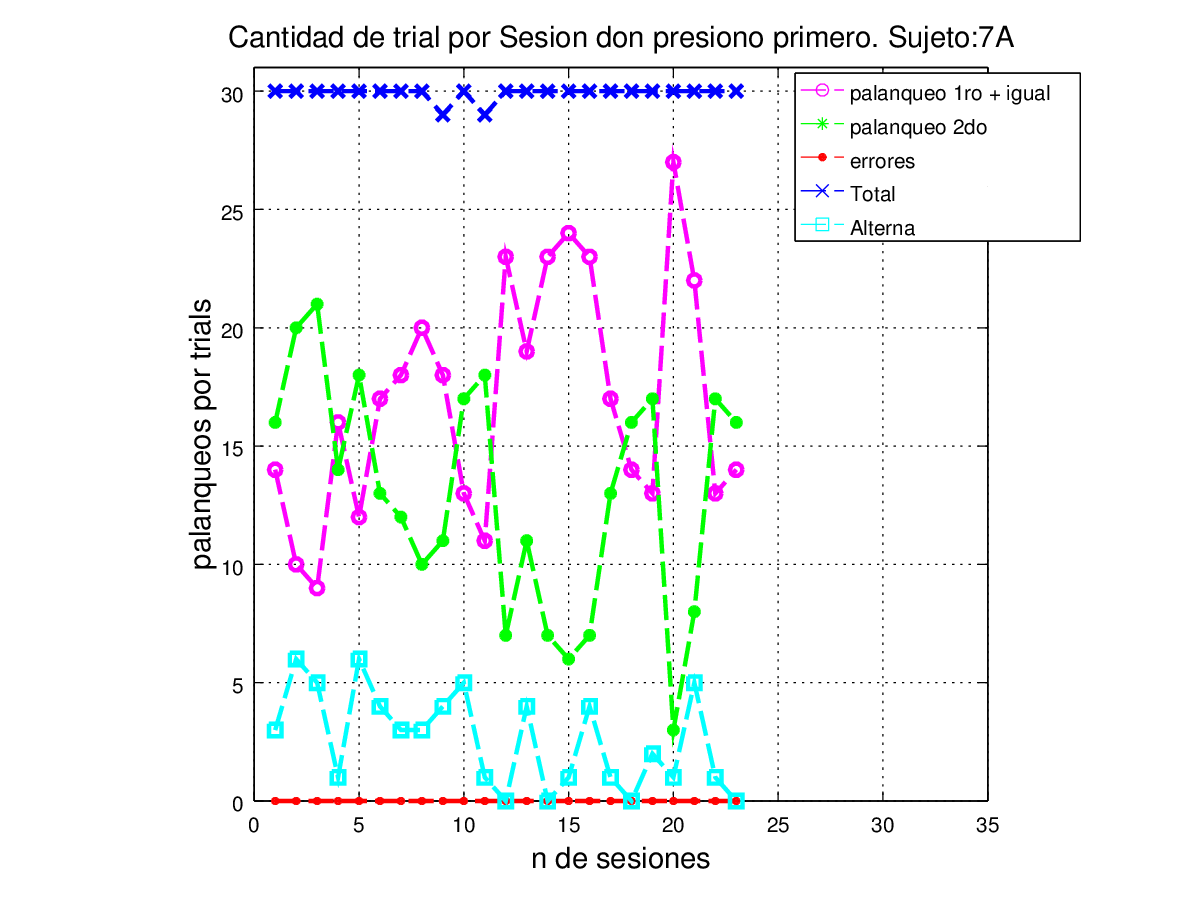 Cantidad de trial por Sesion don presiono primero. Sujeto:7A
palanqueo 1ro + igual
palanqueo 2do
errores
Total
Alterna
palanqueos por trials
30
25
20
15
10
5
0
0 5 10 15 20 25 30 35
n de sesiones